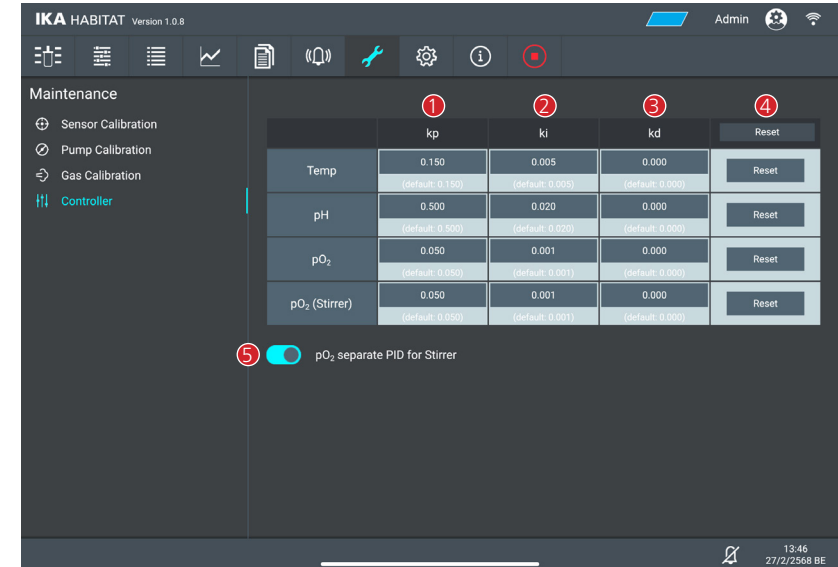 IKA HABITAT Version 1.0.8
Admin
Maintenance
Sensor Calibration
Pump Calibration
Gas Calibration
Controller
1 2 3 4
kp ki kd Reset
Temp 0.150 0.005 0.000 Reset
(default: 0.150) (default: 0.005) (default: 0.000)
pH 0.500 0.020 0.000 Reset
(default: 0.500) (default: 0.020) (default: 0.000)
pO₂ 0.050 0.001 0.000 Reset
(default: 0.050) (default: 0.001) (default: 0.000)
pO₂ (Stirrer) 0.050 0.001 0.000 Reset
(default: 0.050) (default: 0.001) (default: 0.000)
5 pO₂ separate PID for Stirrer
13:46
27/2/2568 BE